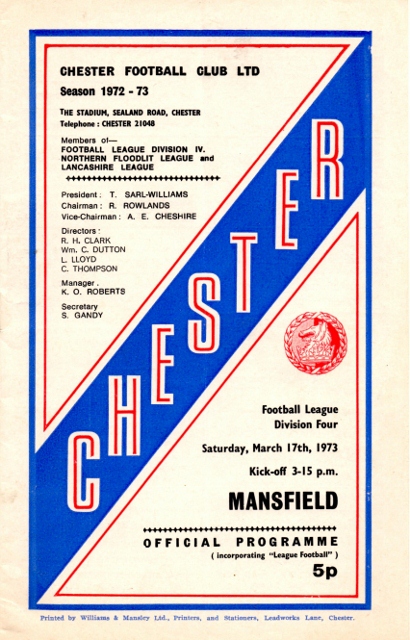 CHESTER FOOTBALL CLUB LTD
Season 1972 - 73
THE STADIUM, SEALAND ROAD, CHESTER
Telephone : CHESTER 21048
Members of—
FOOTBALL LEAGUE DIVISION IV.
NORTHERN FLOODLIT LEAGUE and
LANCASHIRE LEAGUE
President : T. SARL-WILLIAMS
Chairman : R. ROWLANDS
Vice-Chairman : A. E. CHESHIRE
Directors :
R. H. CLARK
Wm. C. DUTTON
L. LLOYD
C. THOMPSON
Manager.
K. O. ROBERTS
Secretary
S. GANDY
CHESTER
Football League
Division Four
Saturday, March 17th, 1973
Kick-off 3-15 p.m.
MANSFIELD
OFFICIAL PROGRAMME
( incorporating "League Football" )
5p
Printed by Williams & Mansley Ltd., Printers, and Stationers, Leadworks Lane, Chester.